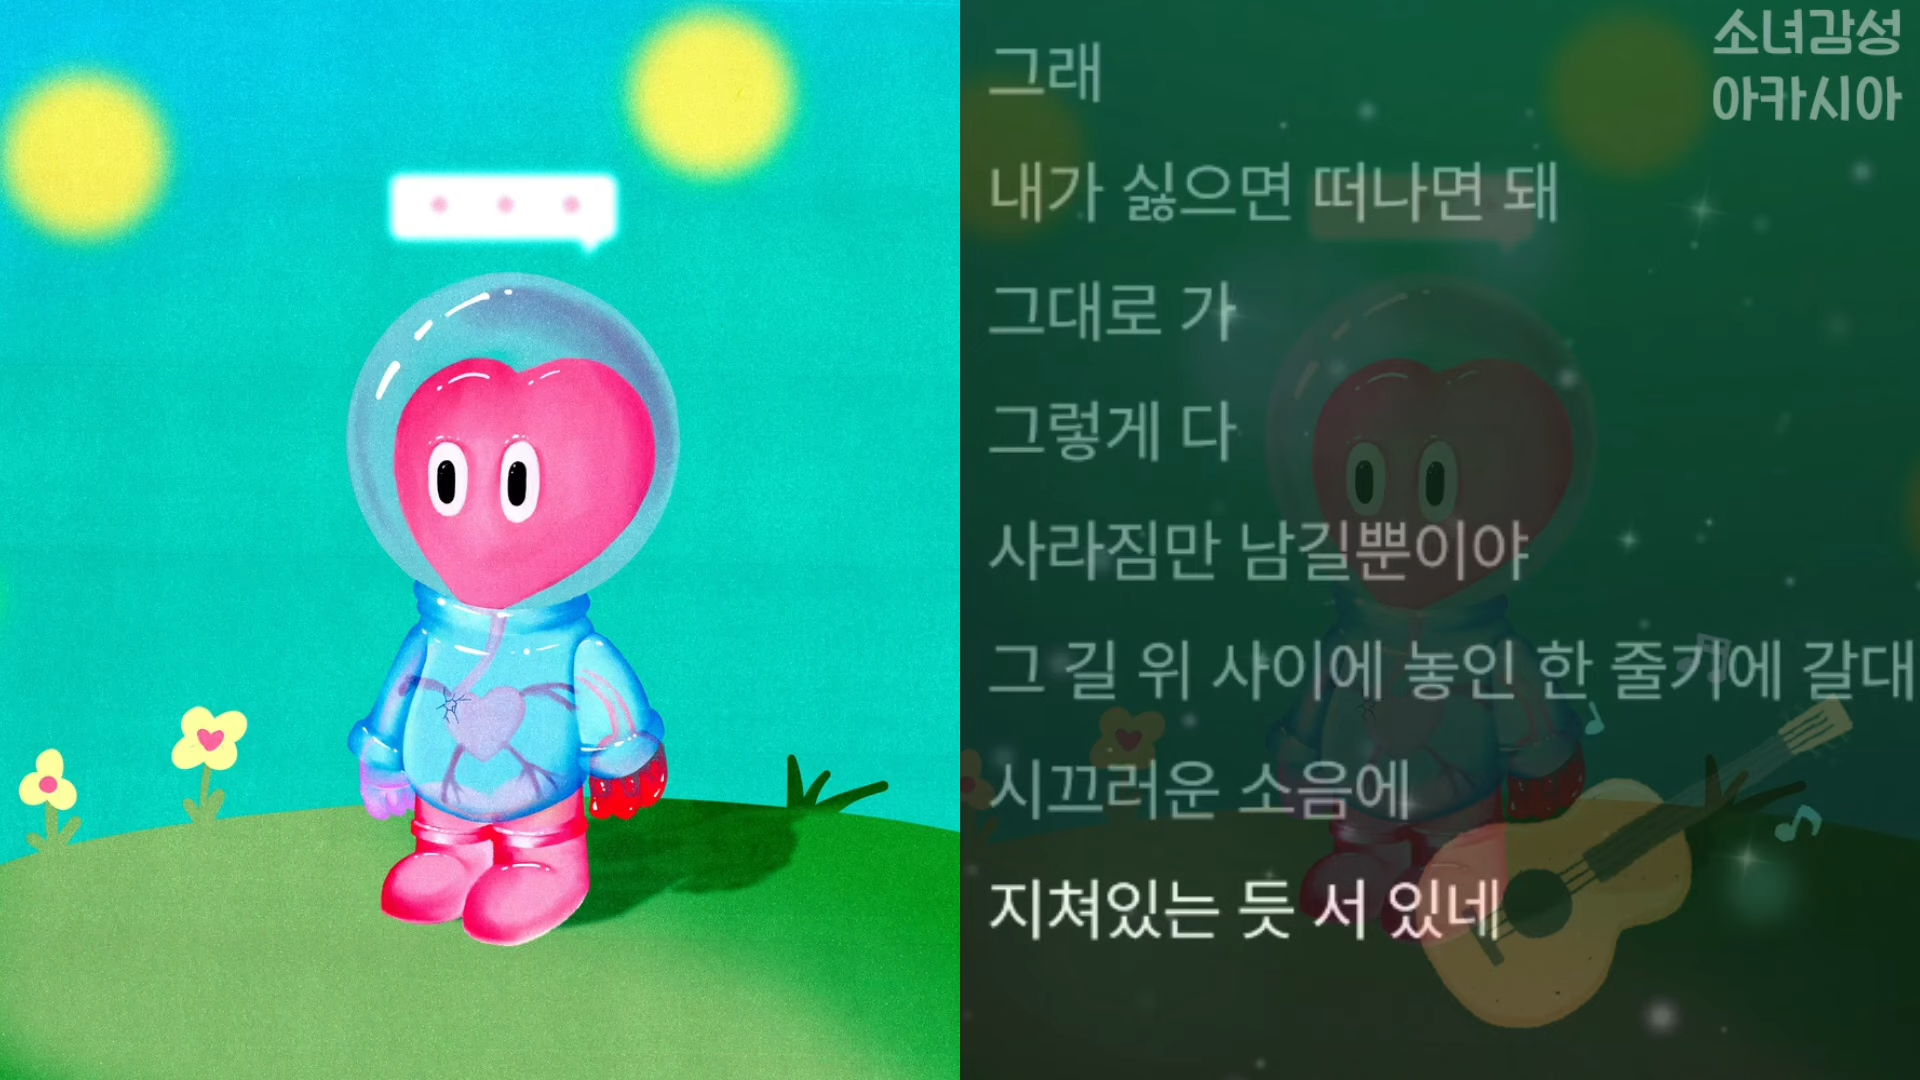 소녀감성
아카시아
그래
내가 싫으면 떠나면 돼
그대로 가
그렇게 다
사라짐만 남길뿐이야
그 길 위 사이에 놓인 한 줄기에 갈대
시끄러운 소음에
지쳐있는 듯 서 있네